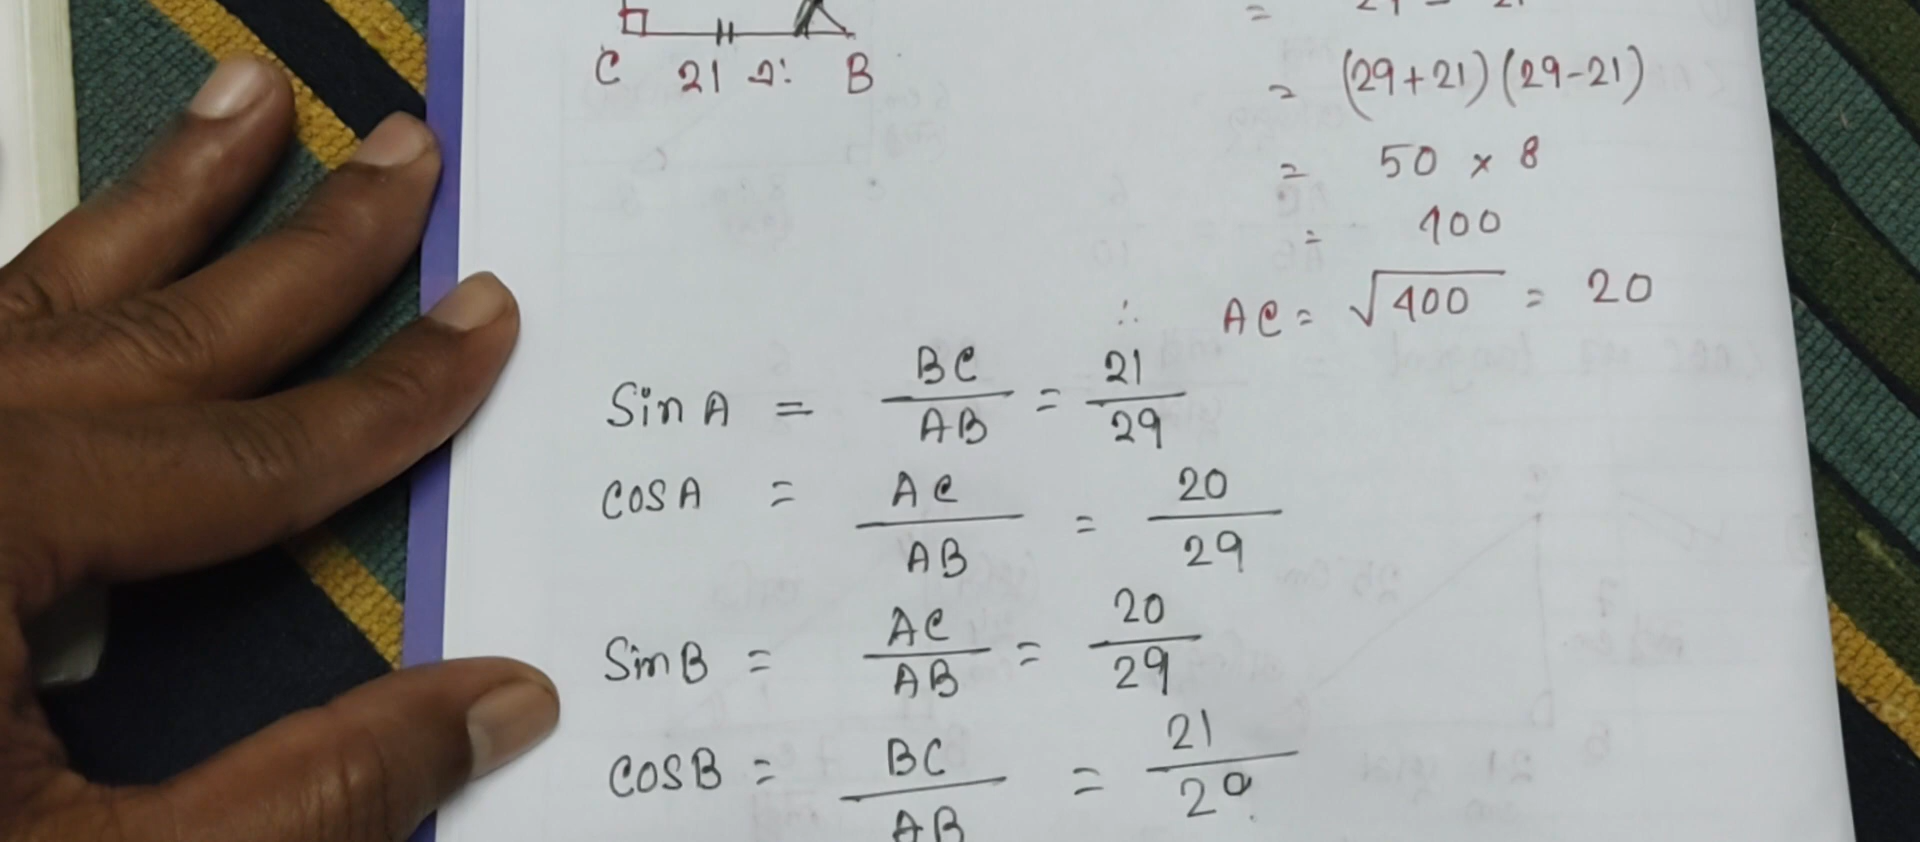 C 21 এ: B
= (29+21)(29-21)
= 50 × 8
= 400
∴ AC = √400 = 20
Sin A = BC/AB = 21/29
COS A = AC/AB = 20/29
Sin B = AC/AB = 20/29
COS B = BC/AB = 21/29